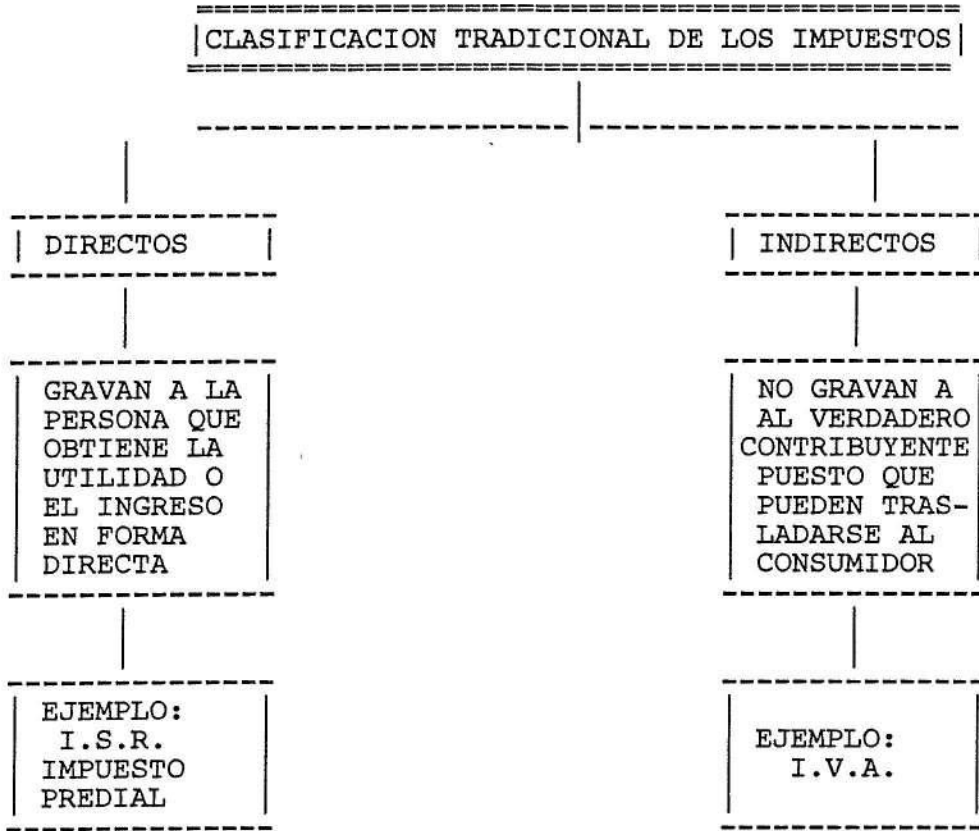 CLASIFICACION TRADICIONAL DE LOS IMPUESTOS
DIRECTOS
GRAVAN A LA
PERSONA QUE
OBTIENE LA
UTILIDAD O
EL INGRESO
EN FORMA
DIRECTA
EJEMPLO:
I.S.R.
IMPUESTO
PREDIAL
INDIRECTOS
NO GRAVAN A
AL VERDADERO
CONTRIBUYENTE
PUESTO QUE
PUEDEN TRAS-
LADARSE AL
CONSUMIDOR
EJEMPLO:
I.V.A.